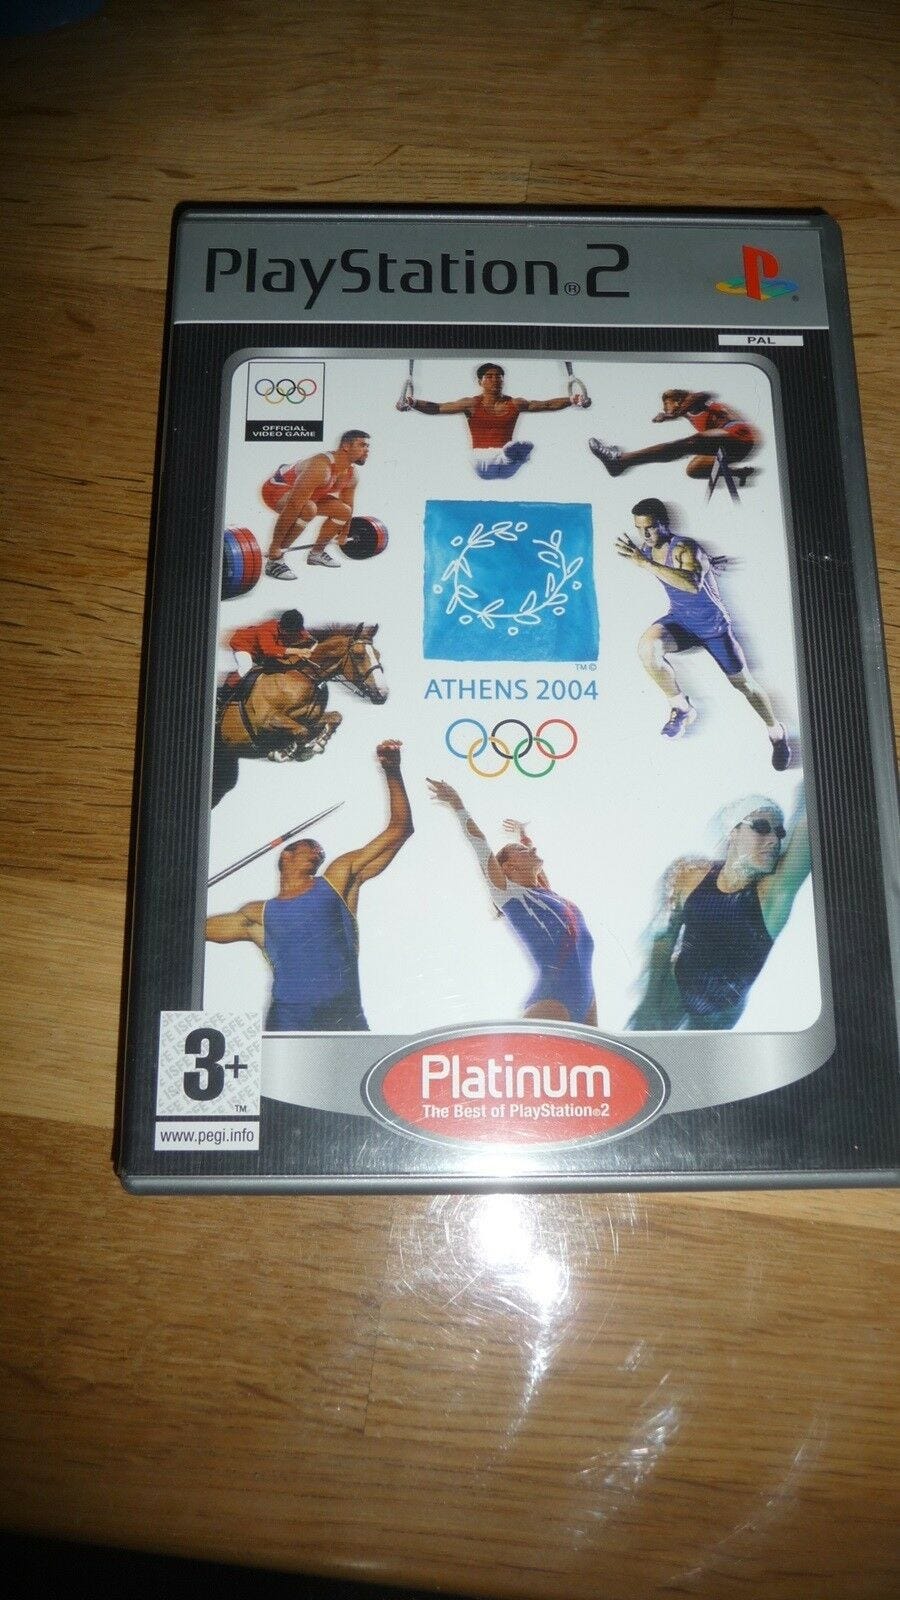 PlayStation®2
PAL
OFFICIAL
VIDEO GAME
TM©
ATHENS 2004
3+
TM
www.pegi.info
Platinum
The Best of PlayStation®2